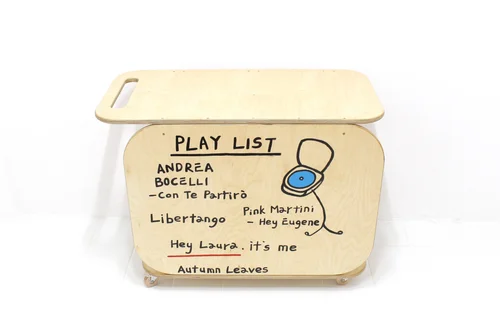 PLAY LIST
ANDREA
BOCELLI
- Con Te Partirò
Libertango
Pink Martini
- Hey Eugene
Hey Laura. it's me
Autumn Leaves